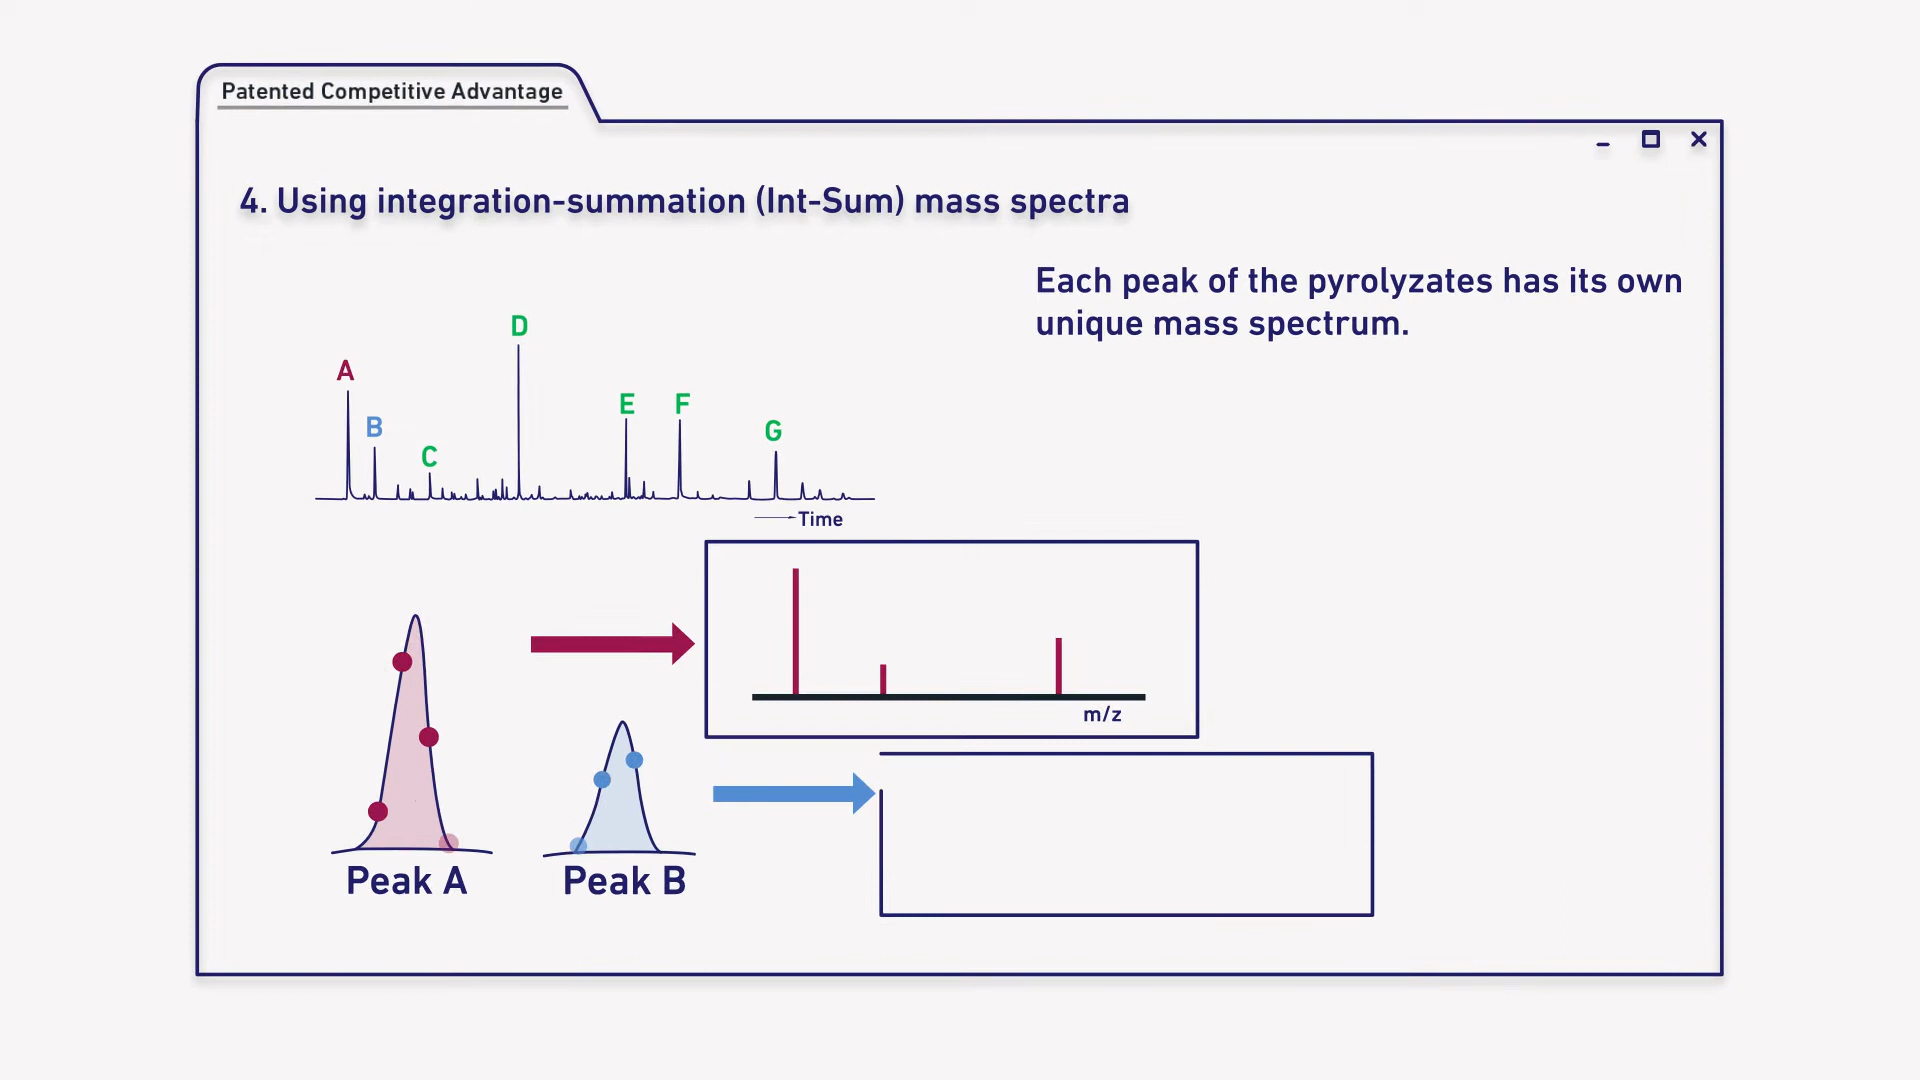 Patented Competitive Advantage
4. Using integration-summation (Int-Sum) mass spectra
Each peak of the pyrolyzates has its own
unique mass spectrum.
D
A
E
F
B
G
C
Time
m/z
Peak A
Peak B